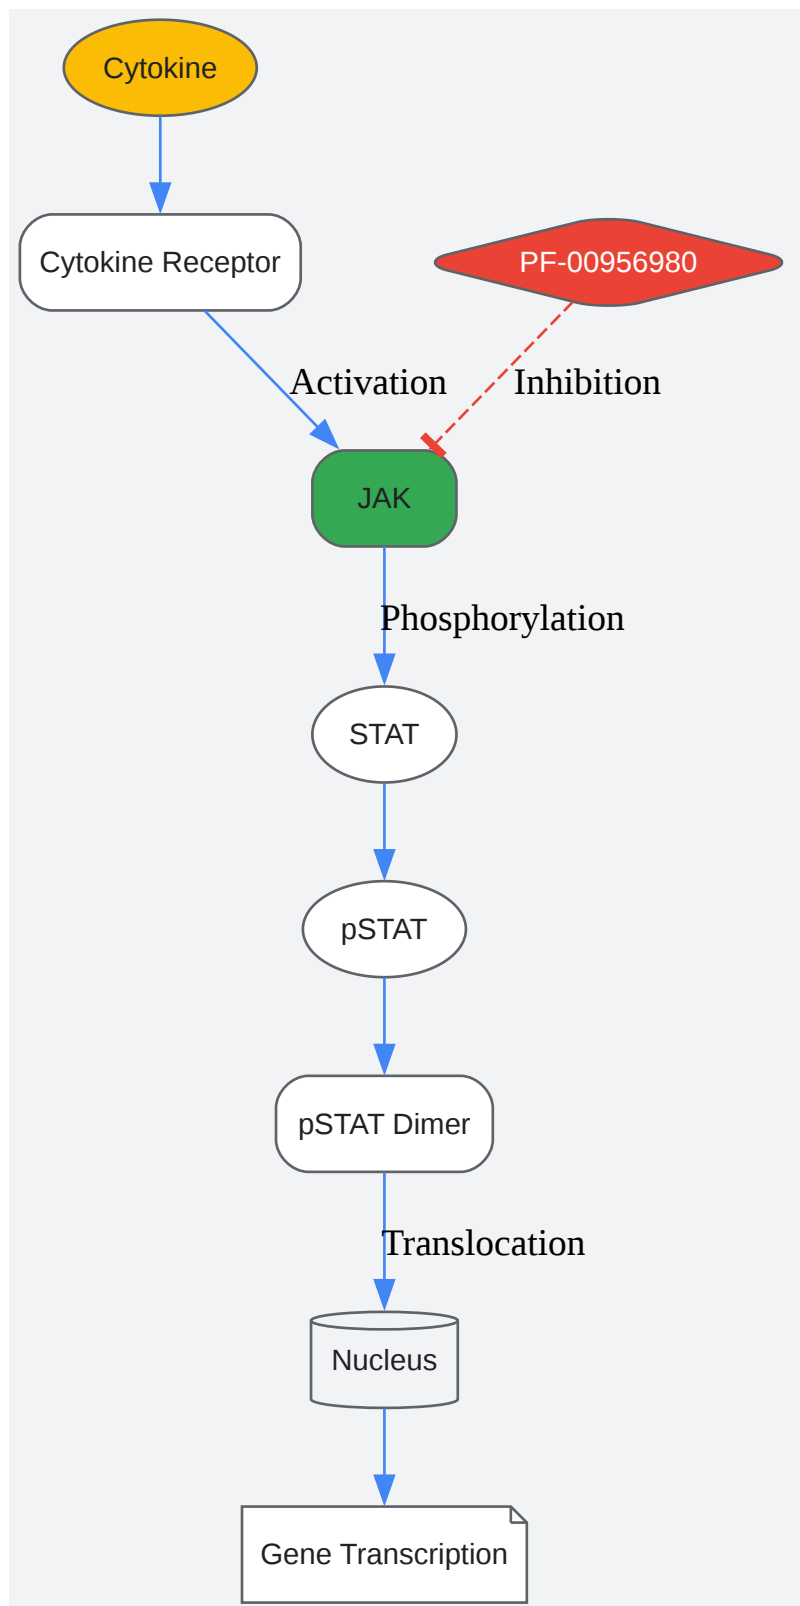 Cytokine
Cytokine Receptor
PF-00956980
Activation
Inhibition
JAK
Phosphorylation
STAT
pSTAT
pSTAT Dimer
Translocation
Nucleus
Gene Transcription